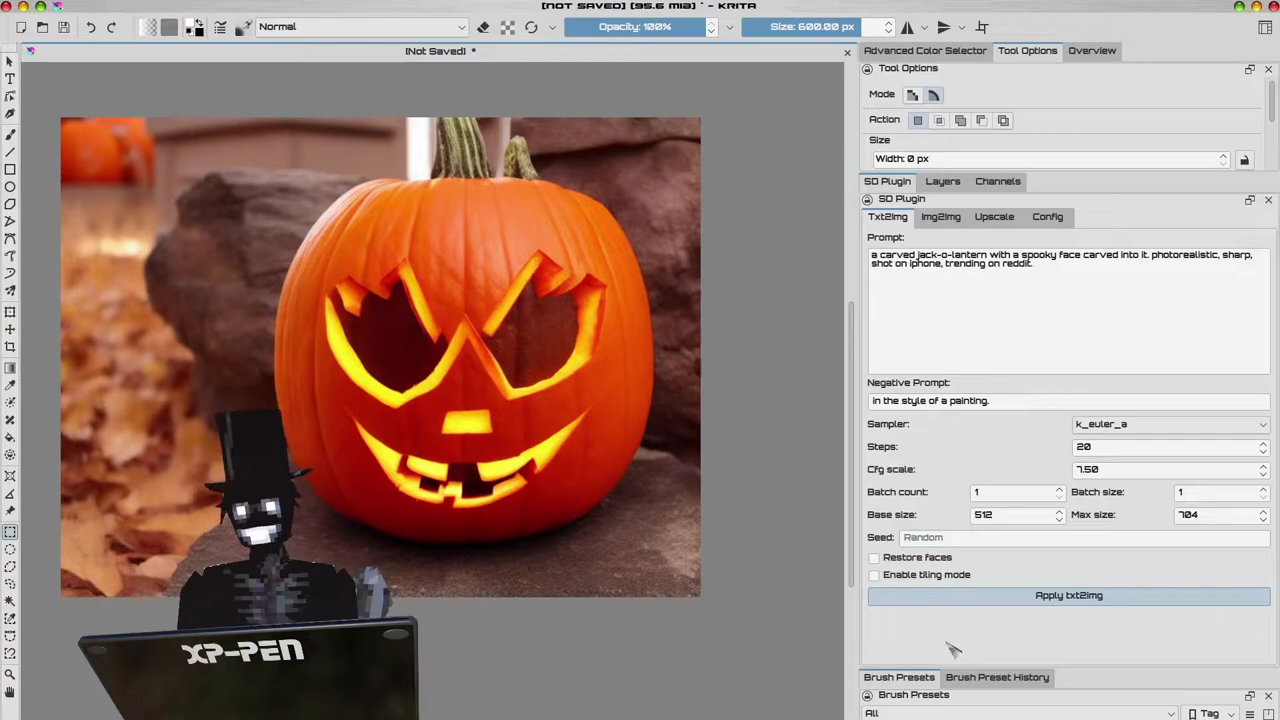 [NOT SAVED] (95.6 MiB) * - KRITA
Normal
Opacity: 100%
Size: 600.00 px
[Not Saved] *
Advanced Color Selector
Tool Options
Overview
Tool Options
Mode
Action
Size
Width: 0 px
SD Plugin
Layers
Channels
SD Plugin
Txt2Img
Img2Img
Upscale
Config
Prompt:
a carved jack-o-lantern with a spooky face carved into it. photorealistic, sharp,
shot on iphone, trending on reddit.
Negative Prompt:
in the style of a painting.
Sampler:
k_euler_a
Steps:
20
Cfg scale:
7.50
Batch count:
1
Batch size:
1
Base size:
512
Max size:
704
Seed:
Random
Restore faces
Enable tiling mode
Apply txt2img
Brush Presets
Brush Preset History
Brush Presets
All
Tag
XP-PEN